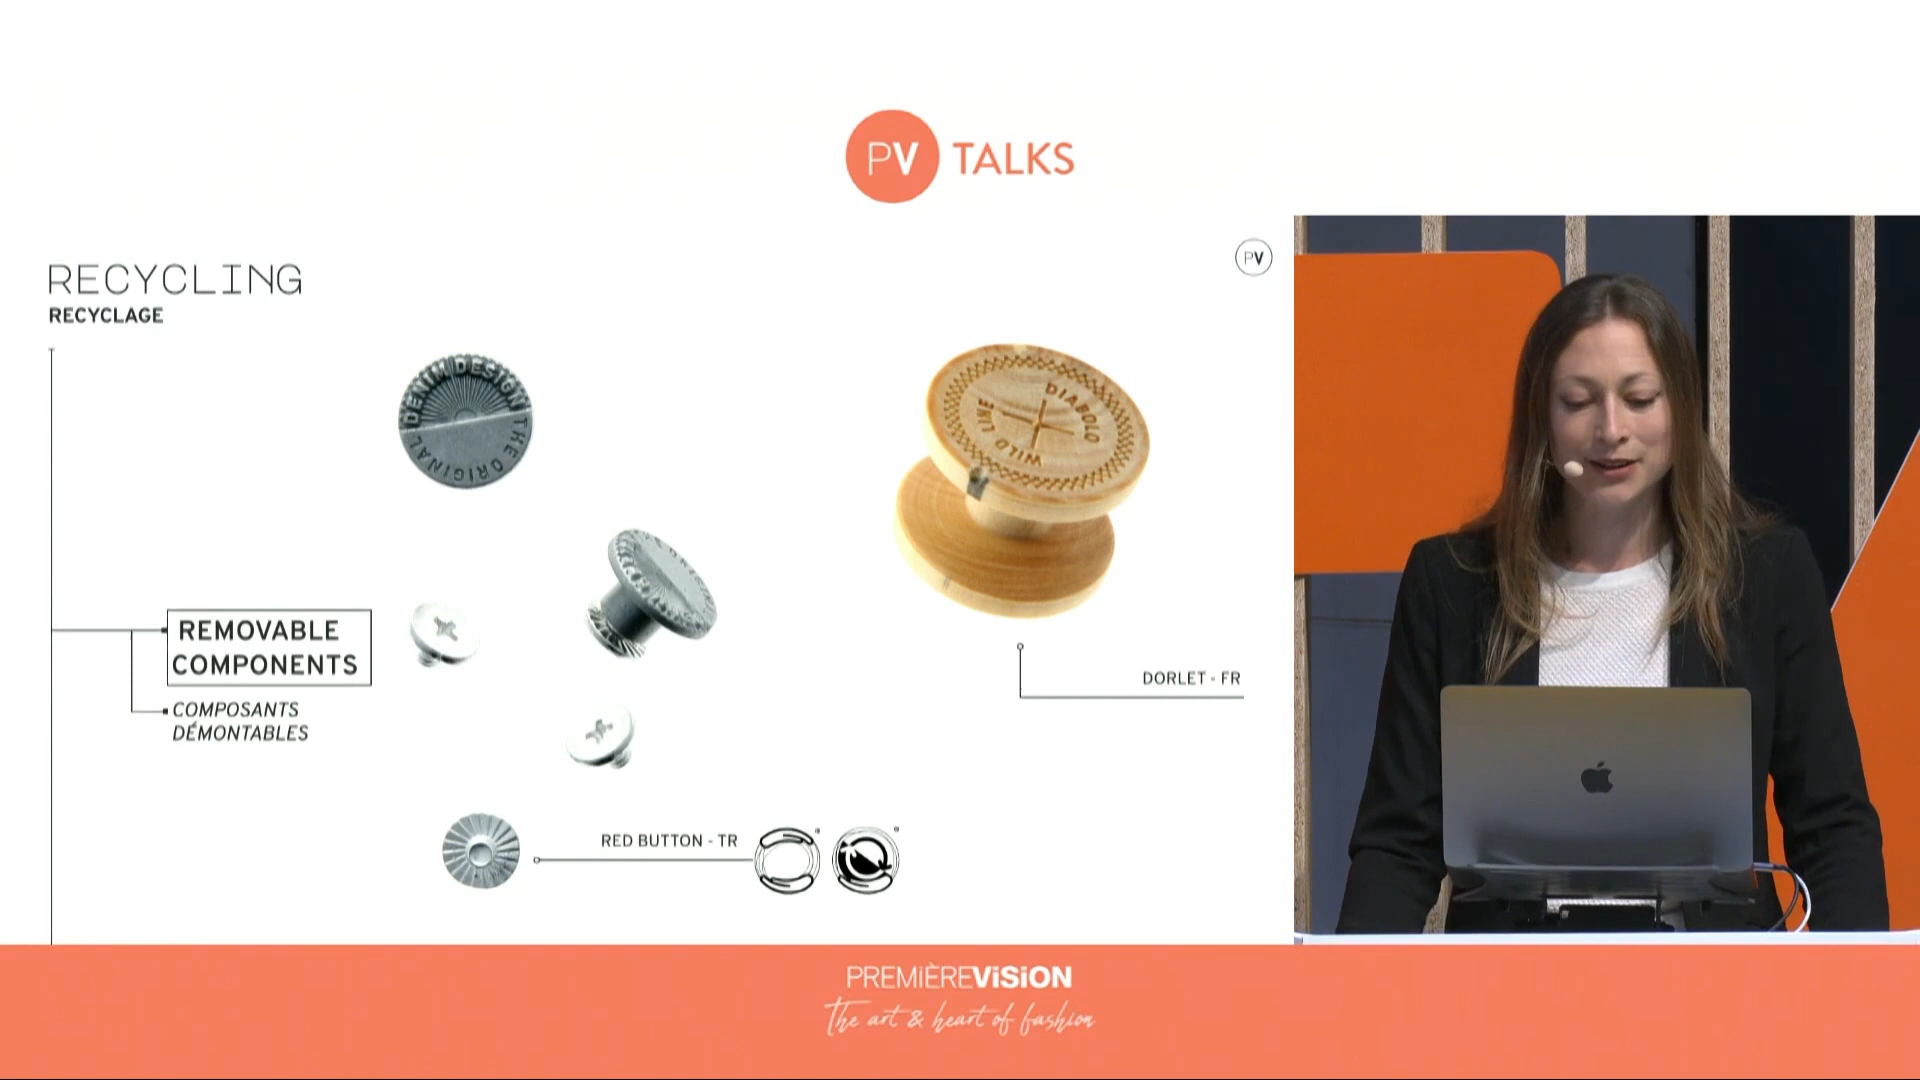 PV TALKS
PV
RECYCLING
RECYCLAGE
DENIM DESIGN
THE ORIGINAL
DIABOLO
WILD LINE
REMOVABLE
COMPONENTS
COMPOSANTS
DÉMONTABLES
DORLET - FR
RED BUTTON - TR
PREMIÈREViSiON
The art & heart of fashion